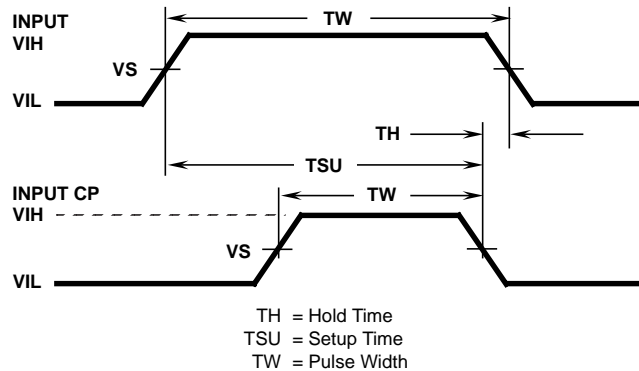 INPUT
VIH
TW
VS
VIL
TH
TSU
INPUT CP
VIH
TW
VS
VIL
TH = Hold Time
TSU = Setup Time
TW = Pulse Width